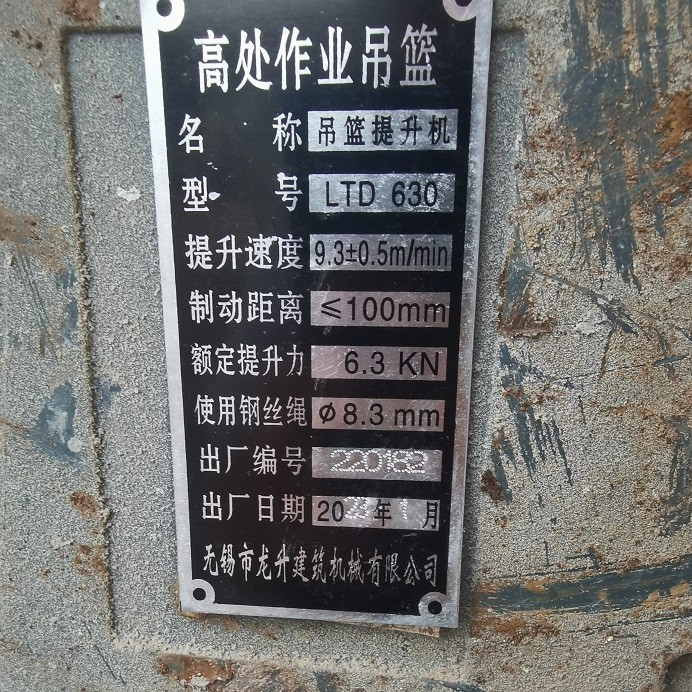 高处作业吊篮
名 称 吊篮提升机
型 号 LTD 630
提升速度 9.3±0.5m/min
制动距离 ≤100mm
额定提升力 6.3 KN
使用钢丝绳 φ8.3 mm
出厂编号 220182
出厂日期 20 年1月
无锡市龙升建筑机械有限公司